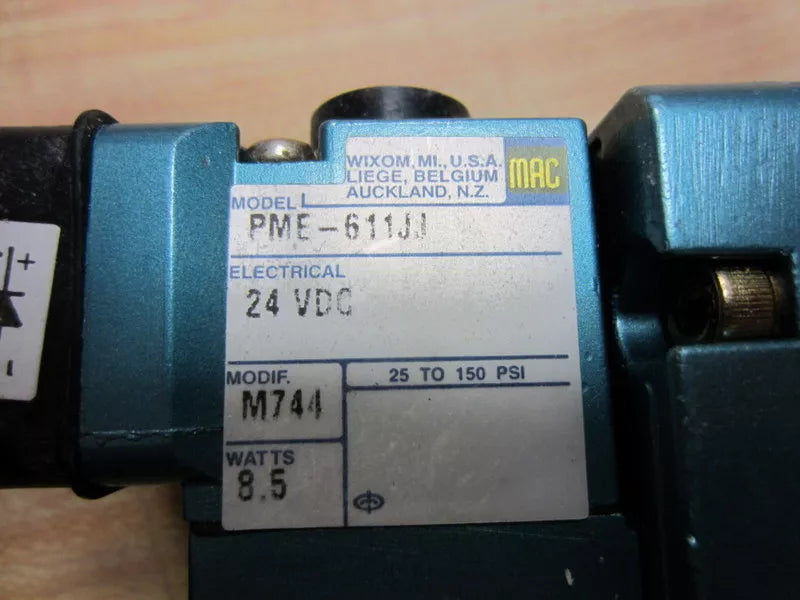 WIXOM, MI., U.S.A.
LIEGE, BELGIUM
AUCKLAND, N.Z.
MAC
MODEL
PME-611JJ
ELECTRICAL
24 VDC
MODIF.
M744
25 TO 150 PSI
WATTS
8.5
+